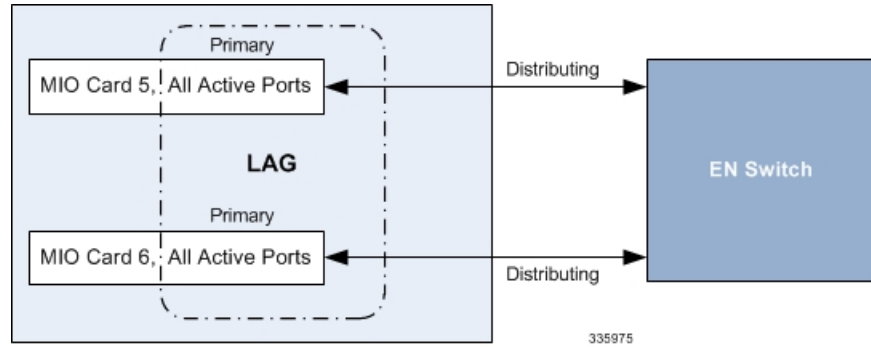 Primary
MIO Card 5, All Active Ports
Distributing
LAG
EN Switch
Primary
MIO Card 6, All Active Ports
Distributing
335975